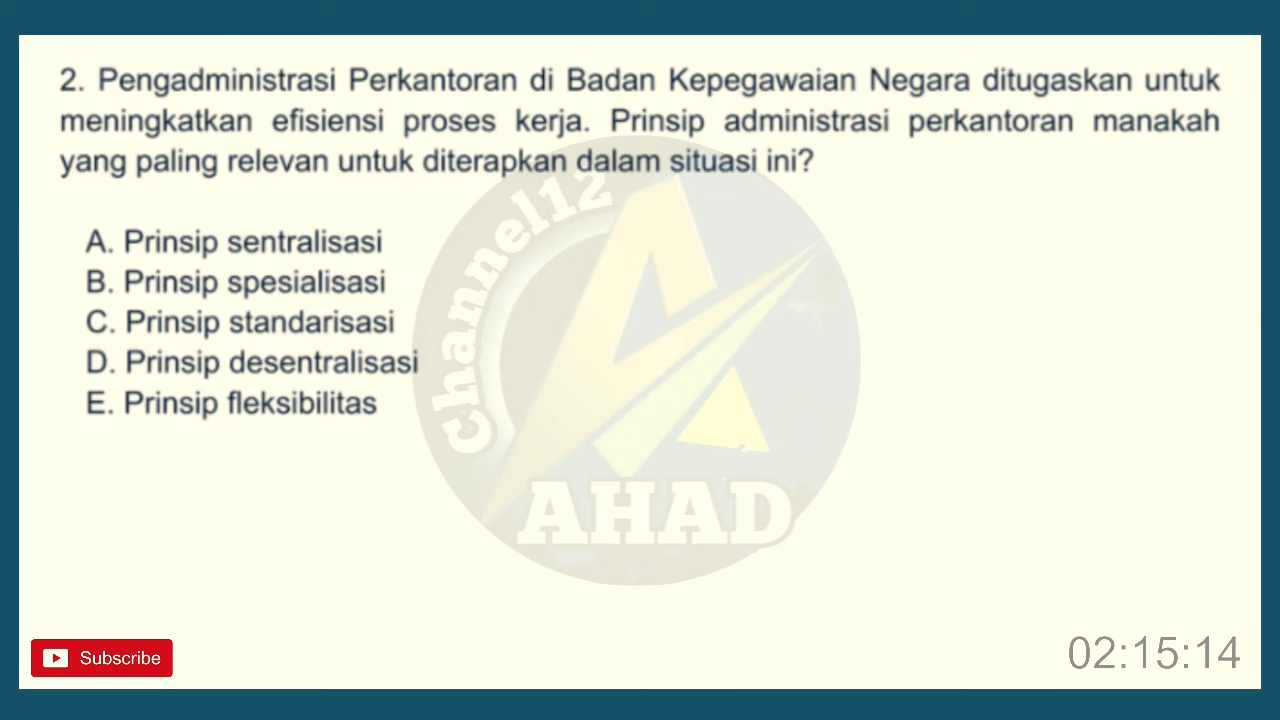 2. Pengadministrasi Perkantoran di Badan Kepegawaian Negara ditugaskan untuk
meningkatkan efisiensi proses kerja. Prinsip administrasi perkantoran manakah
yang paling relevan untuk diterapkan dalam situasi ini?
A. Prinsip sentralisasi
B. Prinsip spesialisasi
C. Prinsip standarisasi
D. Prinsip desentralisasi
E. Prinsip fleksibilitas
Channel12
AHAD
Subscribe
02:15:14